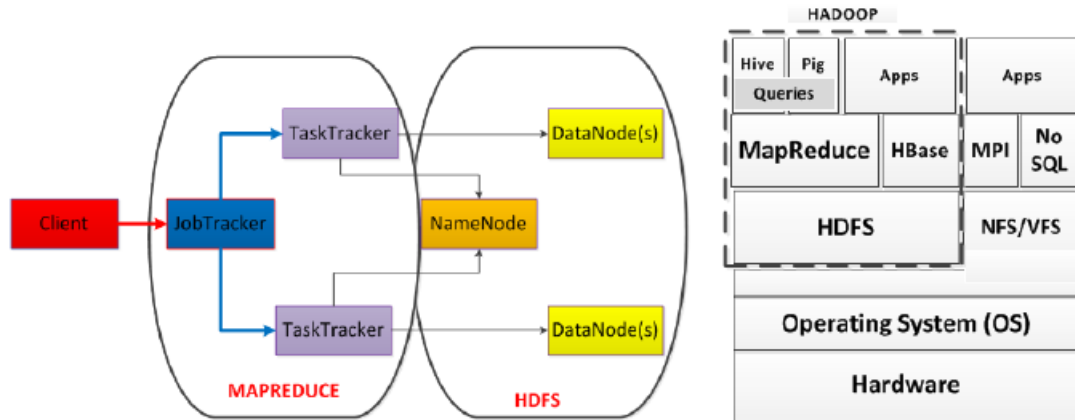 TaskTracker
DataNode(s)
Client
JobTracker
NameNode
TaskTracker
DataNode(s)
MAPREDUCE
HDFS
HADOOP
Hive
Pig
Queries
Apps
Apps
MapReduce
HBase
MPI
No
SQL
HDFS
NFS/VFS
Operating System (OS)
Hardware